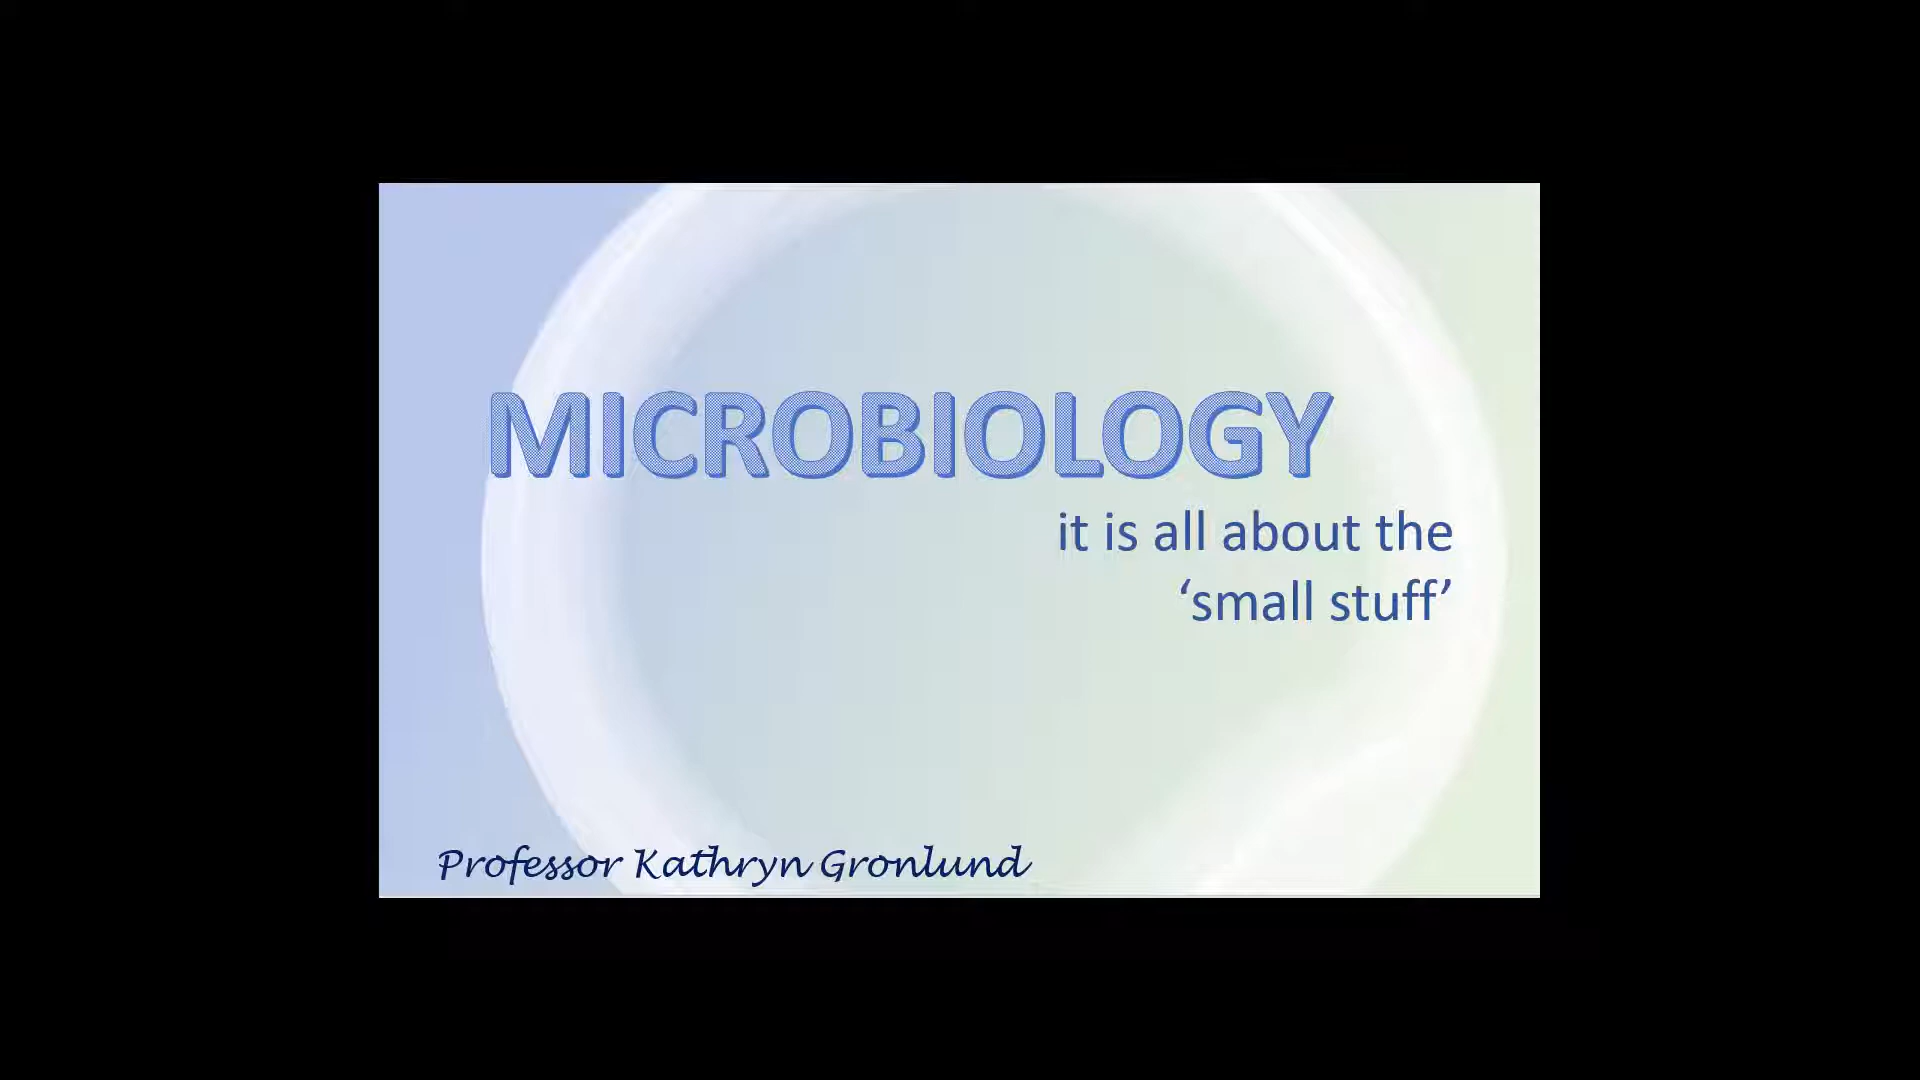 MICROBIOLOGY
it is all about the
‘small stuff’
Professor Kathryn Gronlund